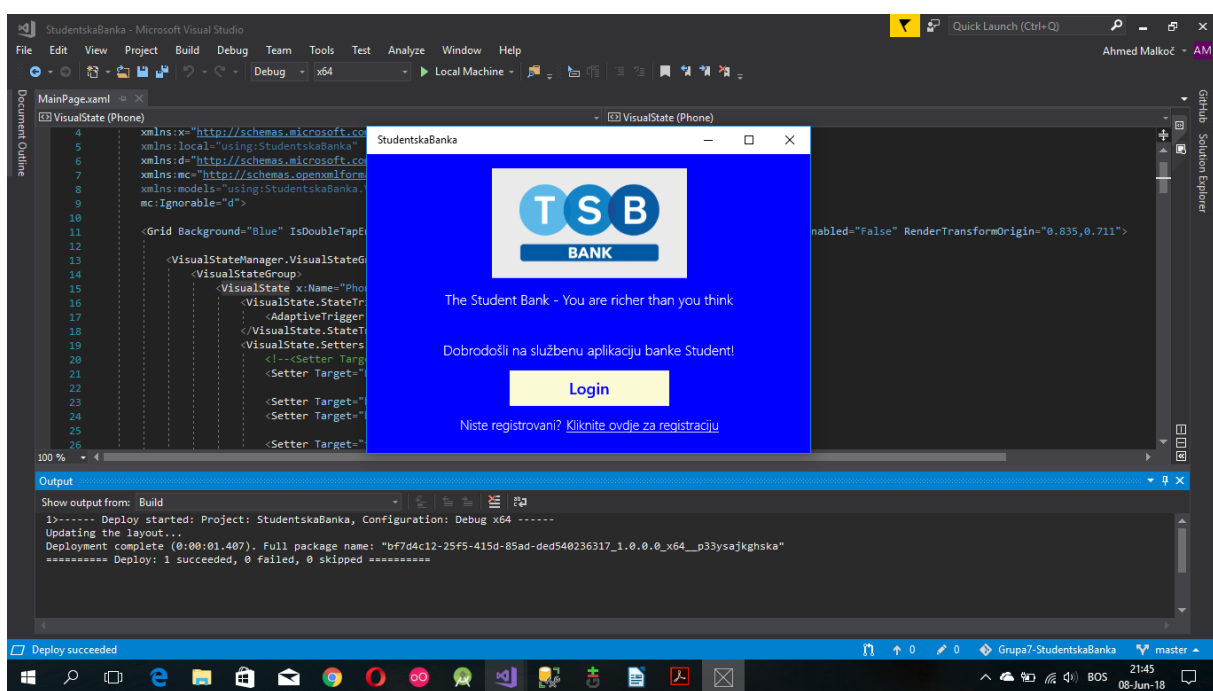 StudentskaBanka - Microsoft Visual Studio
Quick Launch (Ctrl+Q)
File Edit View Project Build Debug Team Tools Test Analyze Window Help
Ahmed Malkoč AM
Debug x64 Local Machine
Document Outline
MainPage.xaml
VisualState (Phone)
VisualState (Phone)
4 xmlns:x="http://schemas.microsoft.co
5 xmlns:local="using:StudentskaBanka"
6 xmlns:d="http://schemas.microsoft.co
7 xmlns:mc="http://schemas.openxmlform
8 xmlns:models="using:StudentskaBanka.
9 mc:Ignorable="d">
10
11 <Grid Background="Blue" IsDoubleTapE
nabled="False" RenderTransformOrigin="0.835,0.711">
12
13 <VisualStateManager.VisualStateG
14 <VisualStateGroup>
15 <VisualState x:Name="Pho
16 <VisualState.StateTr
17 <AdaptiveTrigger
18 </VisualState.StateT
19 <VisualState.Setters
20 <!--<Setter Targ
21 <Setter Target="
22
23 <Setter Target="
24 <Setter Target="
25
26 <Setter Target="
100 %
StudentskaBanka
TSB
BANK
The Student Bank - You are richer than you think
Dobrodošli na službenu aplikaciju banke Student!
Login
Niste registrovani? Kliknite ovdje za registraciju
GitHub
Solution Explorer
Output
Show output from: Build
1>------ Deploy started: Project: StudentskaBanka, Configuration: Debug x64 ------
Updating the layout...
Deployment complete (0:00:01.407). Full package name: "bf7d4c12-25f5-415d-85ad-ded540236317_1.0.0.0_x64__p33ysajkghska"
========== Deploy: 1 succeeded, 0 failed, 0 skipped ==========
Deploy succeeded
0 0 Grupa7-StudentskaBanka master
BOS
21:45
08-Jun-18